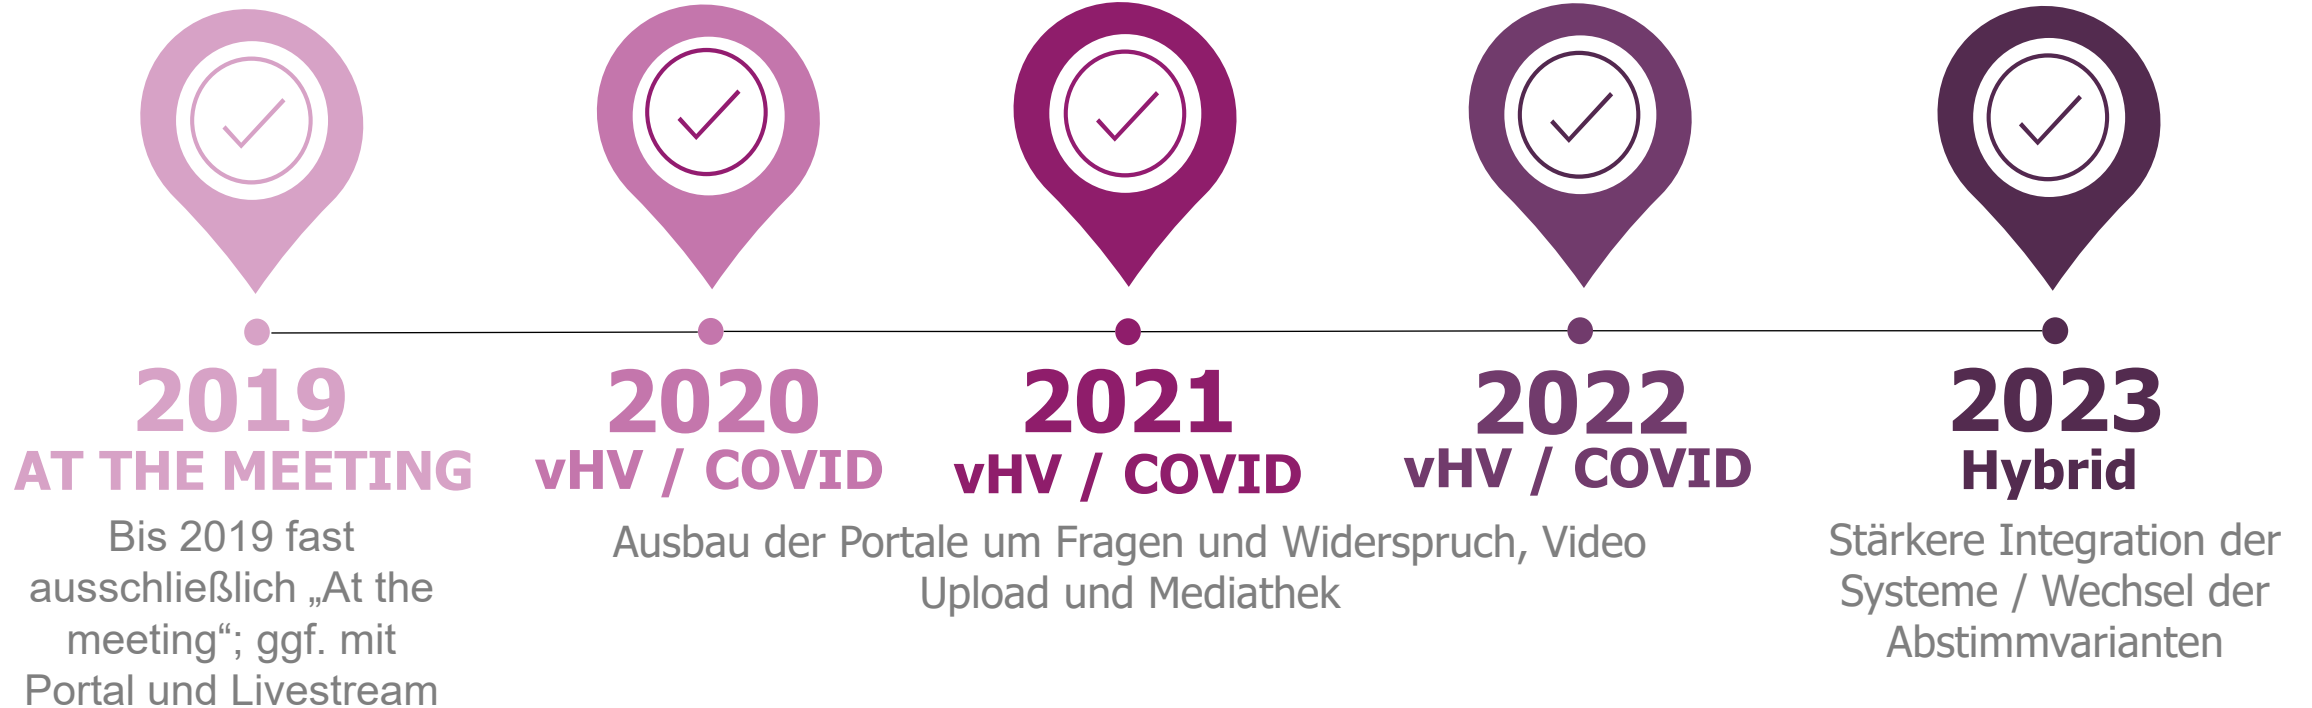 2019
AT THE MEETING
Bis 2019 fast
ausschließlich „At the
meeting“; ggf. mit
Portal und Livestream
2020
vHV / COVID
2021
vHV / COVID
2022
vHV / COVID
Ausbau der Portale um Fragen und Widerspruch, Video
Upload und Mediathek
2023
Hybrid
Stärkere Integration der
Systeme / Wechsel der
Abstimmvarianten